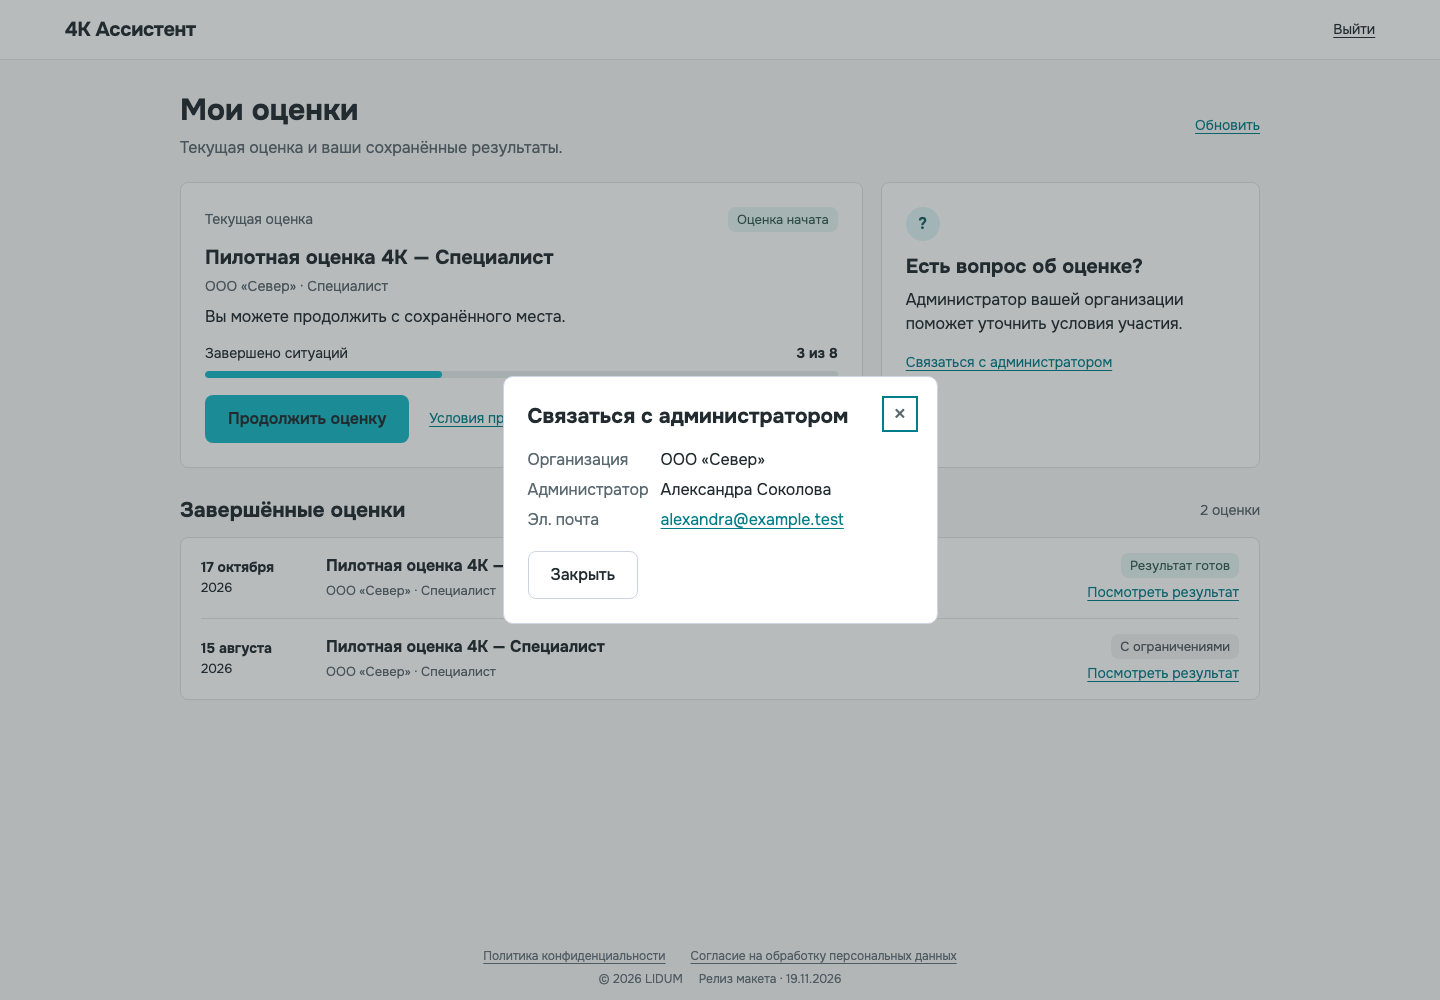 4К Ассистент
Выйти
Мои оценки
Текущая оценка и ваши сохранённые результаты.
Обновить
Текущая оценка
Оценка начата
Пилотная оценка 4К — Специалист
ООО «Север» · Специалист
Вы можете продолжить с сохранённого места.
Завершено ситуаций
3 из 8
Продолжить оценку
Условия пр
?
Есть вопрос об оценке?
Администратор вашей организации
поможет уточнить условия участия.
Связаться с администратором
Связаться с администратором
×
Организация ООО «Север»
Администратор Александра Соколова
Эл. почта alexandra@example.test
Закрыть
Завершённые оценки
2 оценки
17 октября
2026
Пилотная оценка 4К —
ООО «Север» · Специалист
Результат готов
Посмотреть результат
15 августа
2026
Пилотная оценка 4К — Специалист
ООО «Север» · Специалист
С ограничениями
Посмотреть результат
Политика конфиденциальности Согласие на обработку персональных данных
© 2026 LIDUM Релиз макета · 19.11.2026